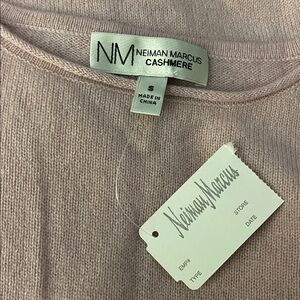 NM NEIMAN MARCUS
CASHMERE
S
MADE IN
CHINA
Neiman Marcus
EMP#
STORE
TYPE
DATE